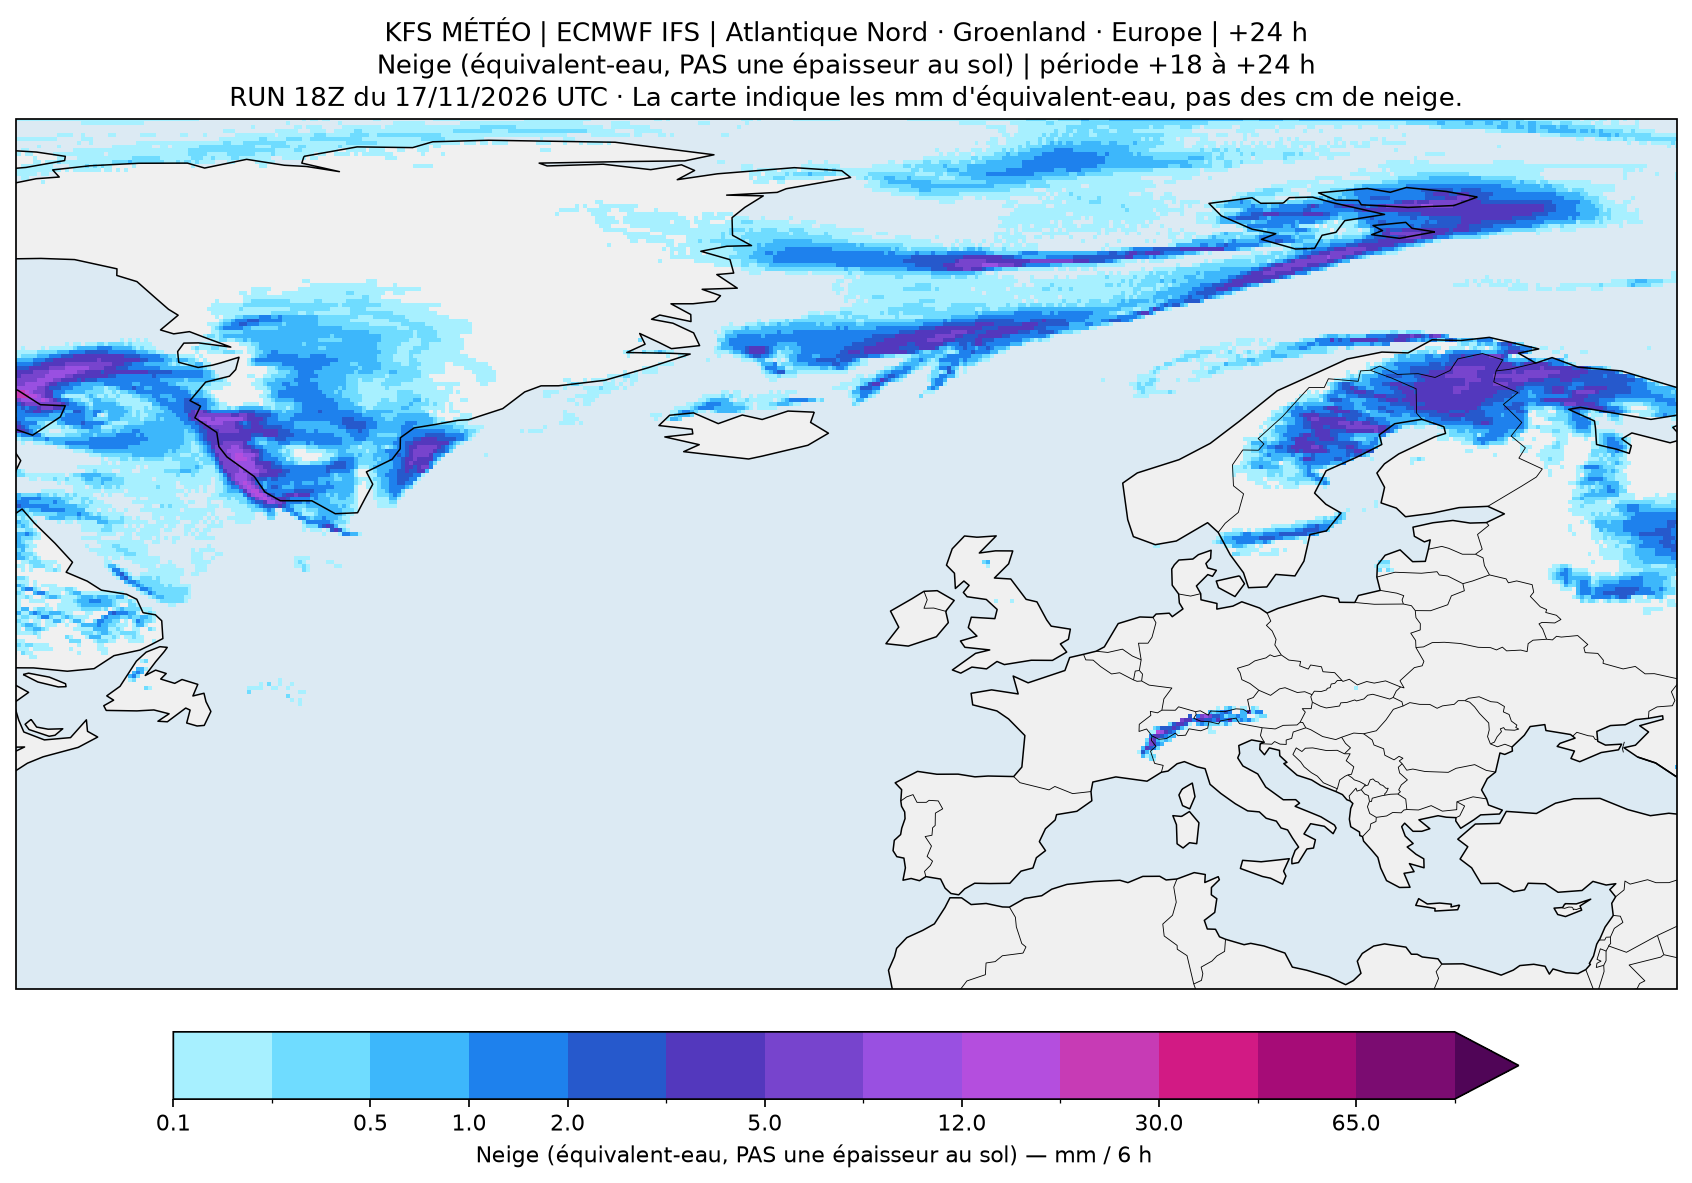 KFS MÉTÉO | ECMWF IFS | Atlantique Nord · Groenland · Europe | +24 h
Neige (équivalent-eau, PAS une épaisseur au sol) | période +18 à +24 h
RUN 18Z du 17/11/2026 UTC · La carte indique les mm d'équivalent-eau, pas des cm de neige.
0.1 0.5 1.0 2.0 5.0 12.0 30.0 65.0
Neige (équivalent-eau, PAS une épaisseur au sol) — mm / 6 h